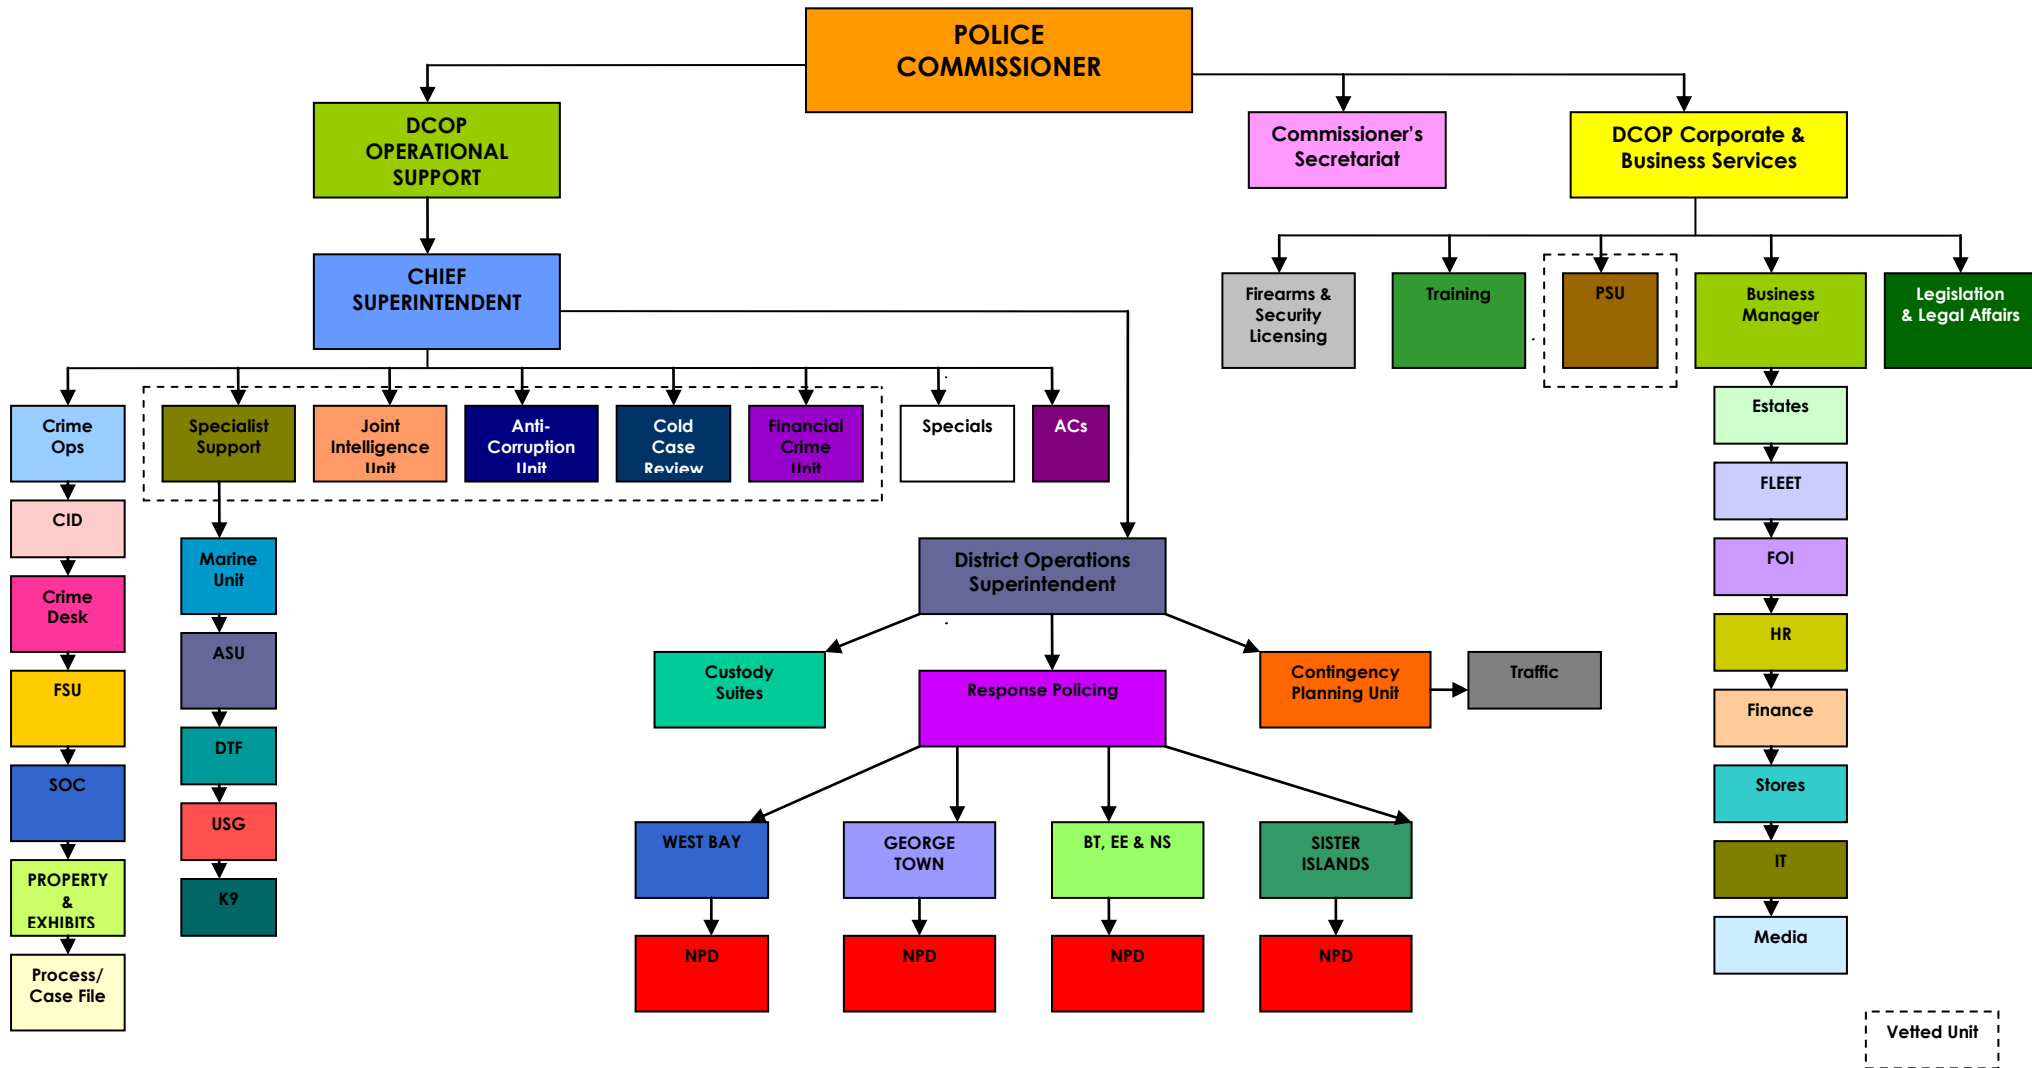 POLICE
COMMISSIONER
DCOP
OPERATIONAL
SUPPORT
Commissioner's
Secretariat
DCOP Corporate &
Business Services
CHIEF
SUPERINTENDENT
Firearms &
Security
Licensing
Training
PSU
Business
Manager
Legislation
& Legal Affairs
Crime
Ops
Specialist
Support
Joint
Intelligence
Unit
Anti-
Corruption
Unit
Cold
Case
Review
Financial
Crime
Unit
Specials
ACs
Estates
FLEET
FOI
HR
Finance
Stores
IT
Media
CID
Crime
Desk
FSU
SOC
PROPERTY
&
EXHIBITS
Process/
Case File
Marine
Unit
ASU
DTF
USG
K9
District Operations
Superintendent
Custody
Suites
Response Policing
Contingency
Planning Unit
Traffic
WEST BAY
GEORGE
TOWN
BT, EE & NS
SISTER
ISLANDS
NPD
NPD
NPD
NPD
Vetted Unit